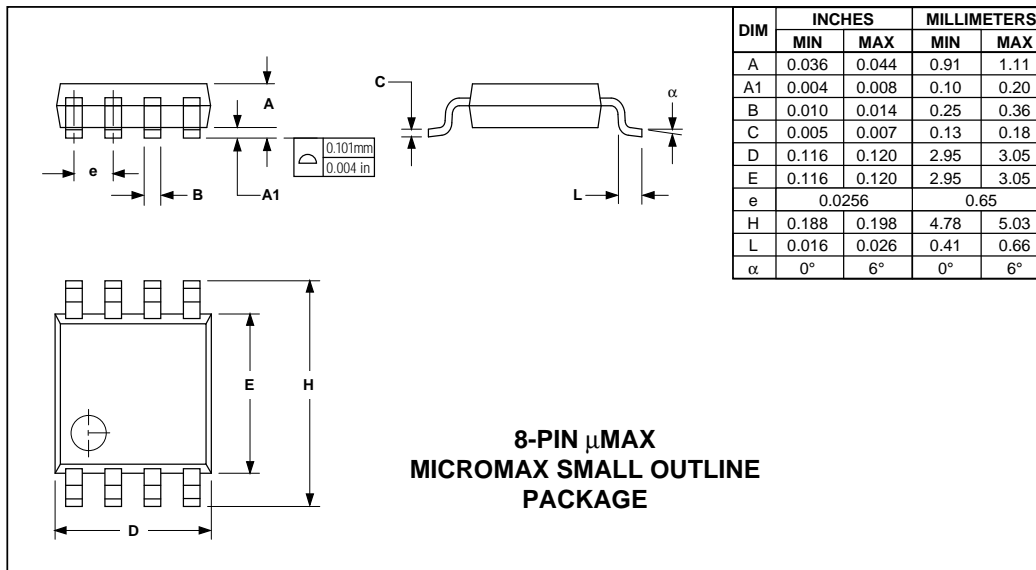 DIM INCHES MILLIMETERS
MIN MAX MIN MAX
A 0.036 0.044 0.91 1.11
A1 0.004 0.008 0.10 0.20
B 0.010 0.014 0.25 0.36
C 0.005 0.007 0.13 0.18
D 0.116 0.120 2.95 3.05
E 0.116 0.120 2.95 3.05
e 0.0256 0.65
H 0.188 0.198 4.78 5.03
L 0.016 0.026 0.41 0.66
α 0° 6° 0° 6°
C
α
A
0.101mm
0.004 in
e
B
A1
L
E
H
D
8-PIN µMAX
MICROMAX SMALL OUTLINE
PACKAGE